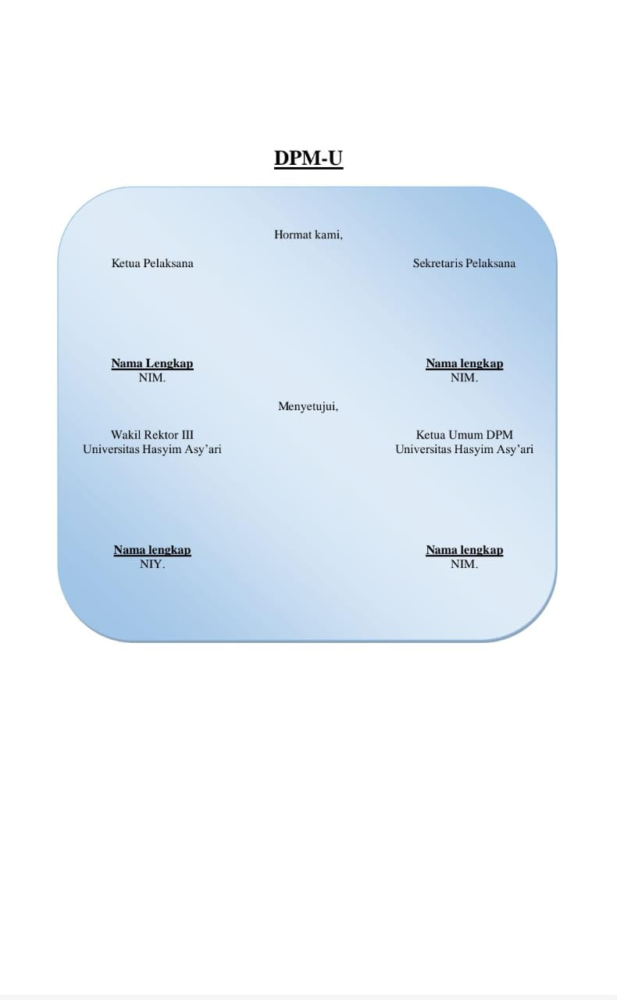 DPM-U
Hormat kami,
Ketua Pelaksana
Sekretaris Pelaksana
Nama Lengkap
NIM.
Nama lengkap
NIM.
Menyetujui,
Wakil Rektor III
Universitas Hasyim Asy’ari
Ketua Umum DPM
Universitas Hasyim Asy’ari
Nama lengkap
NIY.
Nama lengkap
NIM.